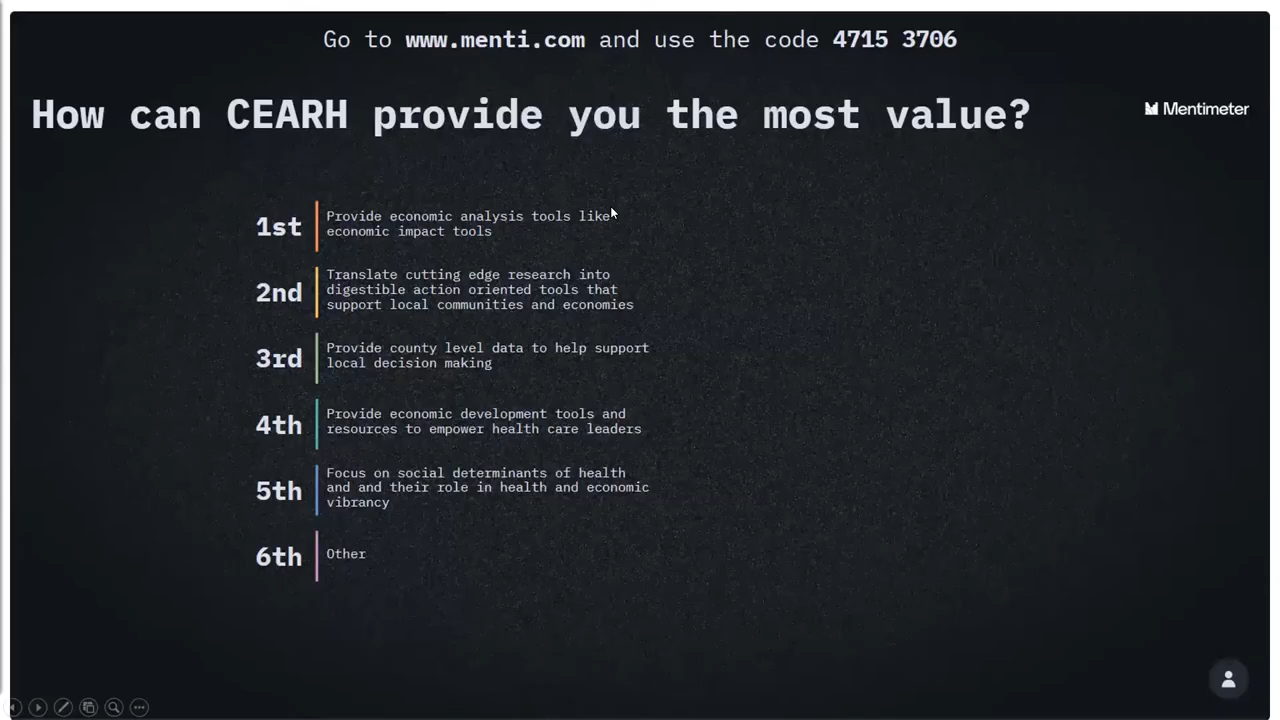 Go to www.menti.com and use the code 4715 3706
How can CEARH provide you the most value?
Mentimeter
1st
Provide economic analysis tools like
economic impact tools
2nd
Translate cutting edge research into
digestible action oriented tools that
support local communities and economies
3rd
Provide county level data to help support
local decision making
4th
Provide economic development tools and
resources to empower health care leaders
5th
Focus on social determinants of health
and and their role in health and economic
vibrancy
6th
Other